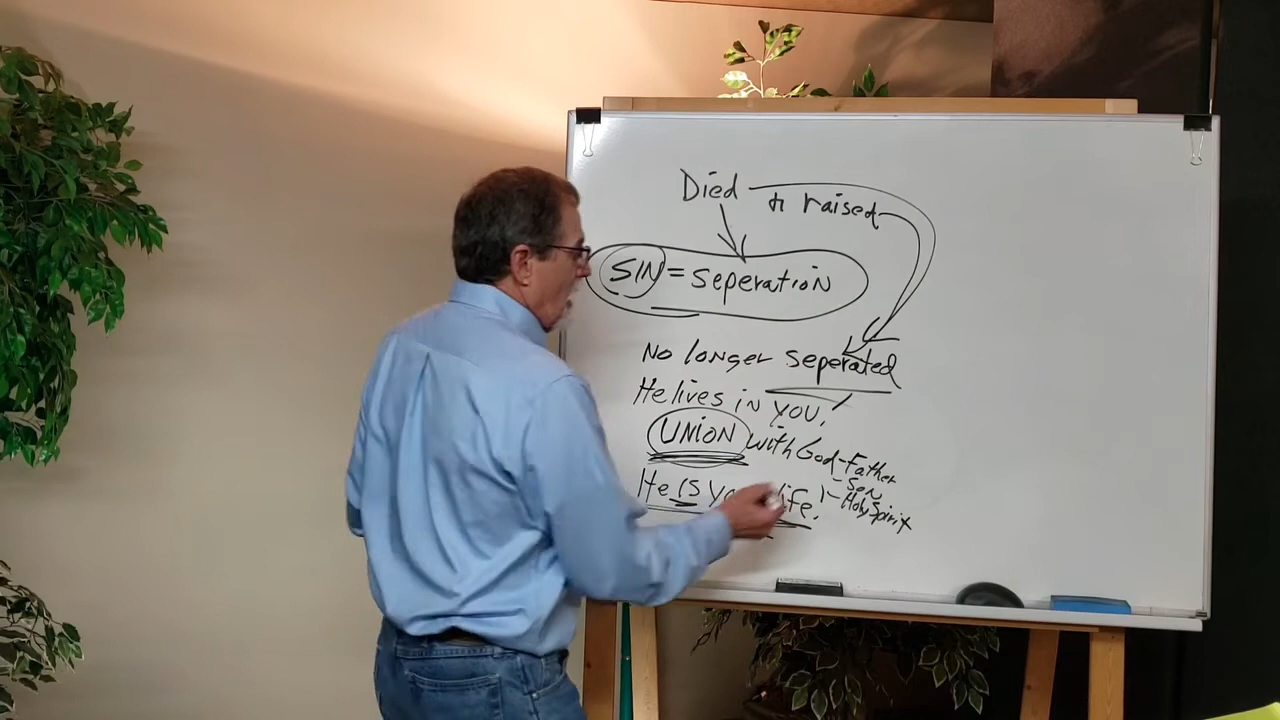 Died & raised
SIN = Seperation
No longer seperated
He lives in you!
UNION with God - Father
- Son
- Holy Spirit
He is life!